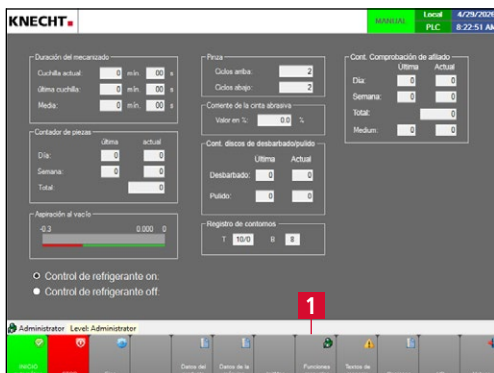 KNECHT
MANUAL
Local
PLC
4/29/2026
8:22:51 AM
Duración del mecanizado
Cuchilla actual: 0 min. 00 s
última cuchilla: 0 min. 00 s
Media: 0 min. 00 s
Contador de piezas
última actual
Día: 0 0
Semana: 0 0
Total: 0
Aspiración al vacío
-0.3 0.000 0
Control de refrigerante on:
Control de refrigerante off:
Pinza
Ciclos arriba: 2
Ciclos abajo: 2
Corriente de la cinta abrasiva
Valor en %: 0.0 %
Cont. discos de desbarbado/pulido
Última Actual
Desbarbado: 0 0
Pulido: 0 0
Registro de contornos
T 10/0 B 8
Cont. Comprobación de afilado
Última Actual
Día: 0 0
Semana: 0 0
Total: 0
Medium: 0 0
1
Administrator Level: Administrator
INICIO
Datos del
Datos de la
Funciones
Textos de